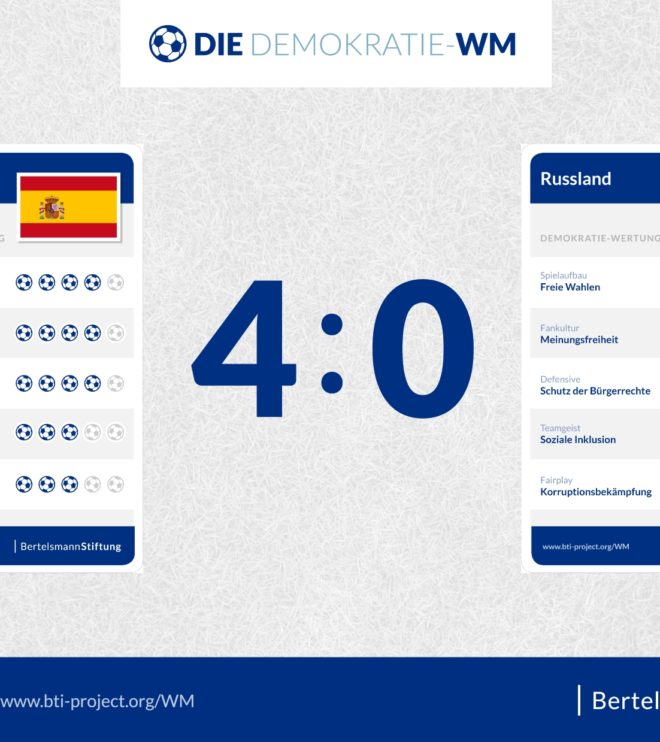 DIE DEMOKRATIE-WM
G
4:0
BertelsmannStiftung
Russland
DEMOKRATIE-WERTUNG
Spielaufbau
Freie Wahlen
Fankultur
Meinungsfreiheit
Defensive
Schutz der Bürgerrechte
Teamgeist
Soziale Inklusion
Fairplay
Korruptionsbekämpfung
www.bti-project.org/WM
www.bti-project.org/WM
Bertel